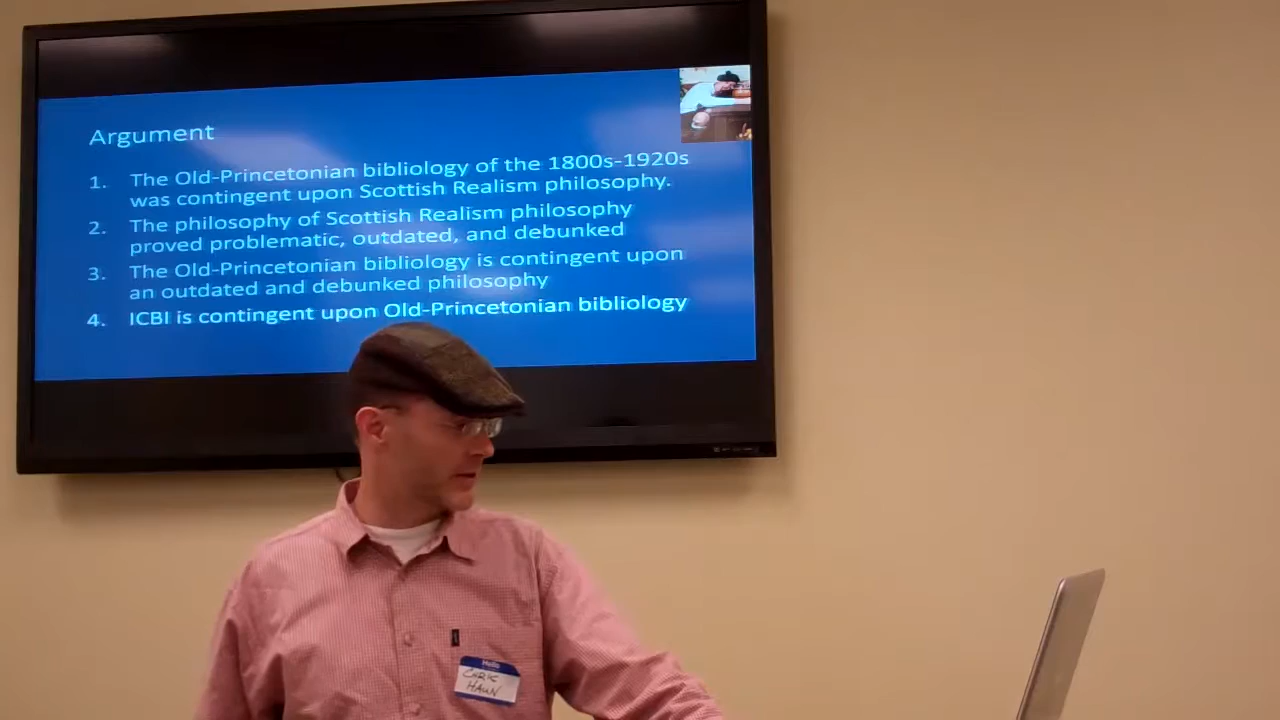 Argument
1. The Old-Princetonian bibliology of the 1800s-1920s
was contingent upon Scottish Realism philosophy.
2. The philosophy of Scottish Realism philosophy
proved problematic, outdated, and debunked
3. The Old-Princetonian bibliology is contingent upon
an outdated and debunked philosophy
4. ICBI is contingent upon Old-Princetonian bibliology
Hello
HAUN